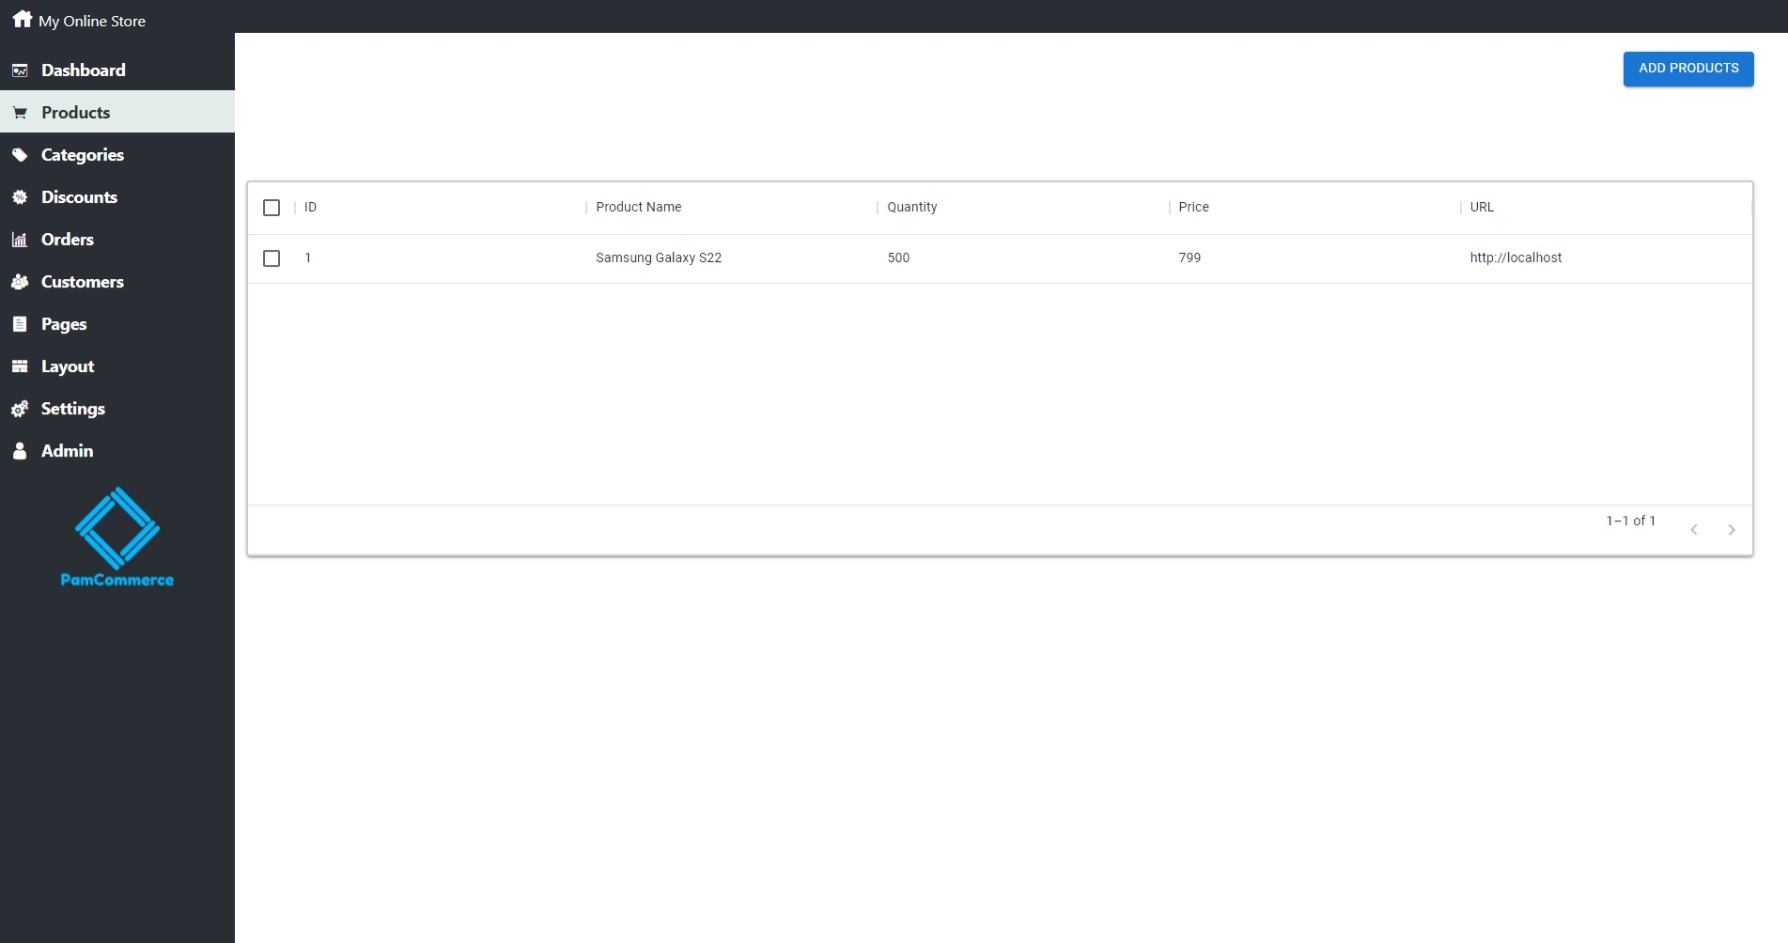 My Online Store
Dashboard
Products
Categories
Discounts
Orders
Customers
Pages
Layout
Settings
Admin
PamCommerce
ADD PRODUCTS
ID Product Name Quantity Price URL
1 Samsung Galaxy S22 500 799 http://localhost
1–1 of 1